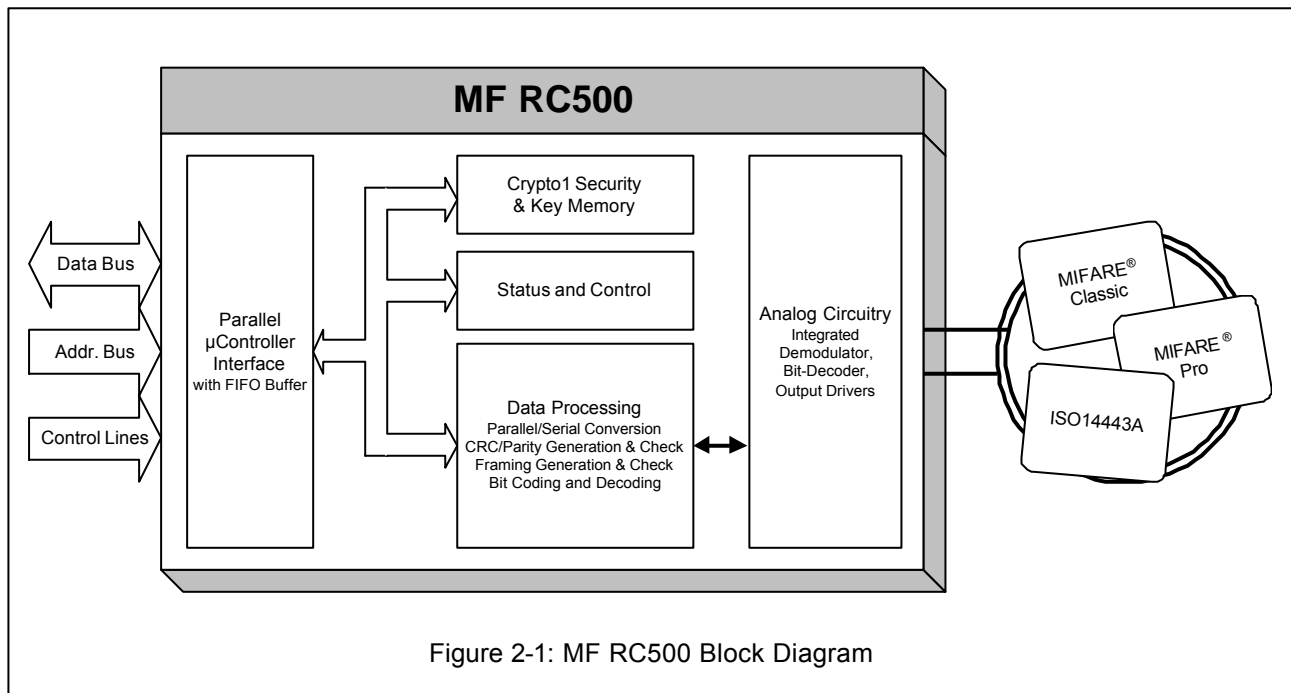 MF RC500
Data Bus
Addr. Bus
Control Lines
Parallel
µController
Interface
with FIFO Buffer
Crypto1 Security
& Key Memory
Status and Control
Data Processing
Parallel/Serial Conversion
CRC/Parity Generation & Check
Framing Generation & Check
Bit Coding and Decoding
Analog Circuitry
Integrated
Demodulator,
Bit-Decoder,
Output Drivers
MIFARE®
Classic
MIFARE®
Pro
ISO14443A
Figure 2-1: MF RC500 Block Diagram